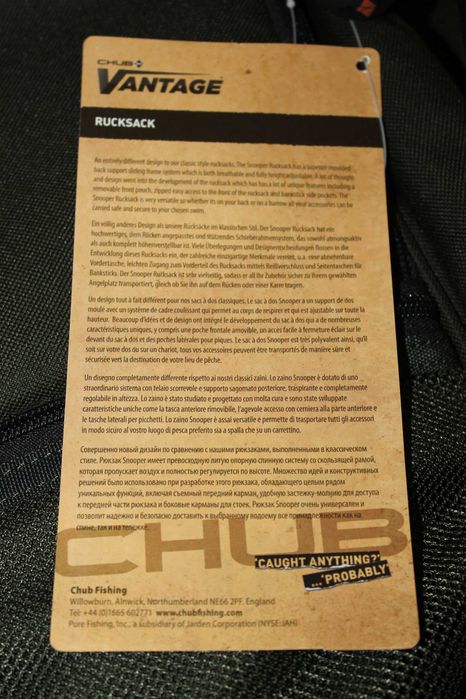 CHUB
VANTAGE
RUCKSACK
An entirely different design to our classic style rucksacks. The Snooper Rucksack has a superior moulded
back support sliding frame system which is both breathable and fully height adjustable. A lot of thought
and design went into the development of the rucksack which has has a lot of unique features including a
removable front pouch, zipped easy access to the front of the rucksack and bankstick side pockets. The
Snooper Rucksack is very versatile so whether its on your back or on a barrow all your accessories can be
carried safe and secure to your chosen swim.
Ein völlig anderes Design als unsere Rücksäcke im klassischen Stil. Der Snooper Rucksack hat ein
hochwertiges, dem Rücken angepasstes und stützendes Schieberahmensystem, das sowohl atmungsaktiv
als auch komplett höhenverstellbar ist. Viele Überlegungen und Designentscheidungen flossen in die
Entwicklung dieses Rucksacks ein, der zahlreiche einzigartige Merkmale vereint, u.a. eine abnehmbare
Vordertasche, leichten Zugang zum Vorderteil des Rucksacks mittels Reißverschluss und Seitentaschen für
Banksticks. Der Snooper Rucksack ist sehr vielseitig, sodass er all Ihr Zubehör sicher zu Ihrem gewählten
Angelplatz transportiert, gleich ob Sie ihn auf dem Rücken oder einer Karre tragen.
Un design tout à fait différent pour nos sacs à dos classiques. Le sac à dos Snooper a un support de dos
moulé avec un système de cadre coulissant qui permet au corps de respirer et qui est ajustable sur toute la
hauteur. Beaucoup d'idées et de design ont intégré le développement du sac à dos qui a de nombreuses
caractéristiques uniques, y compris une poche frontale amovible, un accès facile à fermeture éclair sur le
devant du sac à dos et des poches latérales pour piques. Le sac à dos Snooper est très polyvalent ainsi, qu'il
soit sur votre dos ou sur un chariot, tous vos accessoires peuvent être transportés de manière sûre et
sécurisée vers la destination de votre lieu de pêche.
Un disegno completamente differente rispetto ai nostri classici zaini. Lo zaino Snooper è dotato di uno
straordinario sistema con telaio scorrevole e supporto sagomato posteriore, traspirante e completamente
regolabile in altezza. Lo zaino è stato studiato e progettato con molta cura e sono state sviluppate
caratteristiche uniche come la tasca anteriore rimovibile, l'agevole accesso con cerniera alla parte anteriore e
le tasche laterali per picchetti. Lo zaino Snooper è assai versatile e permette di trasportare tutti gli accessori
in modo sicuro al vostro luogo di pesca preferito sia a spalla che su un carrettino.
Совершенно новый дизайн по сравнению с нашими рюкзаками, выполненными в классическом
стиле. Рюкзак Snooper имеет превосходную литую опорную спинную систему со скользящей рамой,
которая пропускает воздух и полностью регулируется по высоте. Множество идей и конструктивных
решений было использовано при разработке этого рюкзака, обладающего целым рядом
уникальных функций, включая съемный передний карман, удобную застежку-молнию для доступа
к передней части рюкзака и боковые карманы для стоек. Рюкзак Snooper очень универсален и
позволит надежно и безопасно доставить к выбранному водоему все принадлежности как на
спине, так и на тележке.
CHUB
'CAUGHT ANYTHING?'
...'PROBABLY'
Chub Fishing
Willowburn, Alnwick, Northumberland NE66 2PF. England
Tel: +44 (0)1665 602771 www.chubfishing.com
Pure Fishing, Inc., a subsidiary of Jarden Corporation (NYSE:JAH)